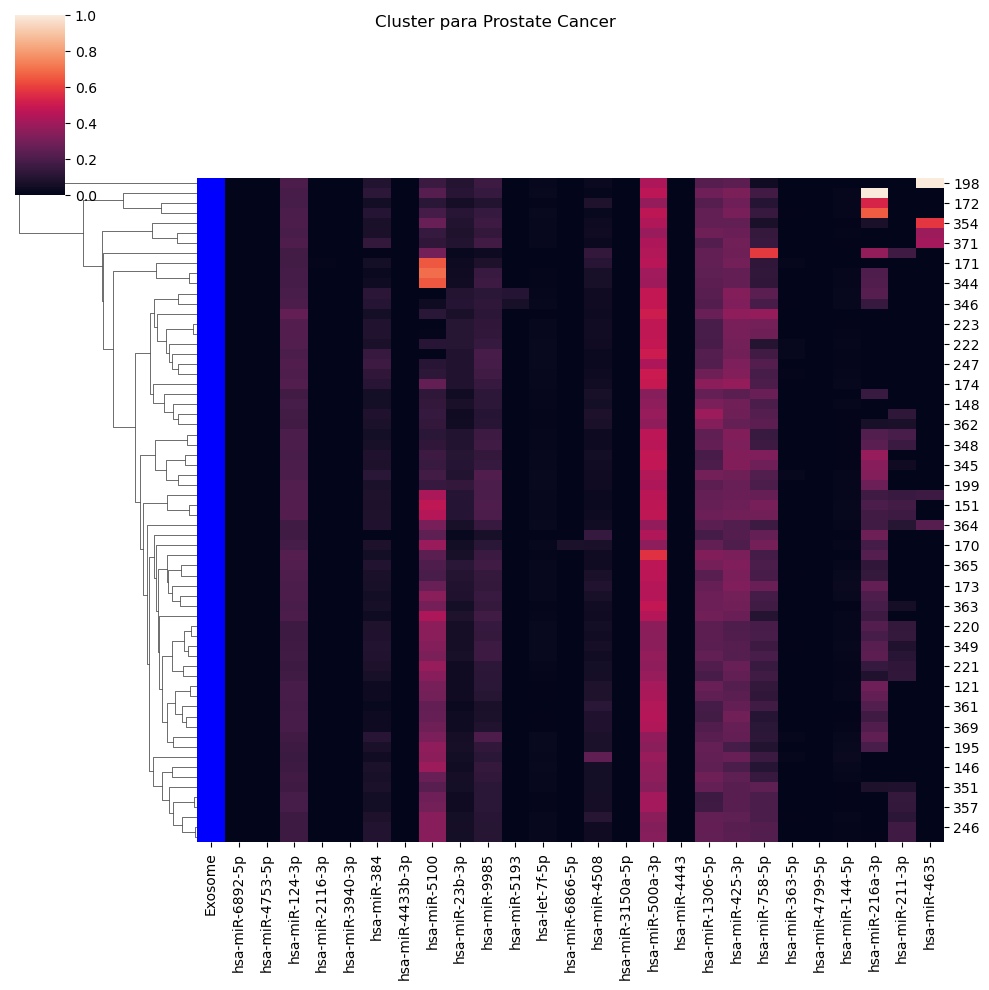 Cluster para Prostate Cancer
1.0
0.8
0.6
0.4
0.2
0.0
198
172
354
371
171
344
346
223
222
247
174
148
362
348
345
199
151
364
170
365
173
363
220
349
221
121
361
369
195
146
351
357
246
Exosome
hsa-miR-6892-5p
hsa-miR-4753-5p
hsa-miR-124-3p
hsa-miR-2116-3p
hsa-miR-3940-3p
hsa-miR-384
hsa-miR-4433b-3p
hsa-miR-5100
hsa-miR-23b-3p
hsa-miR-9985
hsa-miR-5193
hsa-let-7f-5p
hsa-miR-6866-5p
hsa-miR-4508
hsa-miR-3150a-5p
hsa-miR-500a-3p
hsa-miR-4443
hsa-miR-1306-5p
hsa-miR-425-3p
hsa-miR-758-5p
hsa-miR-363-5p
hsa-miR-4799-5p
hsa-miR-144-5p
hsa-miR-216a-3p
hsa-miR-211-3p
hsa-miR-4635